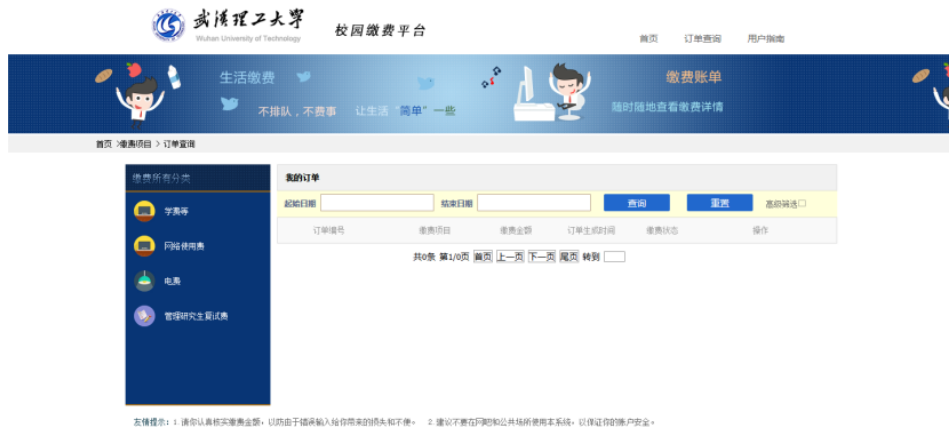 武汉理工大学
Wuhan University of Technology
校园缴费平台
首页 订单查询 用户指南
生活缴费
不排队，不费事 让生活“简单”一些
缴费账单
随时随地查看缴费详情
首页 >缴费项目 > 订单查询
缴费所有分类
学费等
网络使用费
电费
管理研究生复试费
我的订单
起始日期 结束日期 查询 重置 高级筛选
订单编号 缴费项目 缴费金额 订单生成时间 缴费状态 操作
共0条 第1/0页 首页 上一页 下一页 尾页 转到
友情提示：1. 请你认真核实缴费金额，以防由于错误输入给你带来的损失和不便。 2. 建议不要在网吧和公共场所使用本系统，以保证你的账户安全。